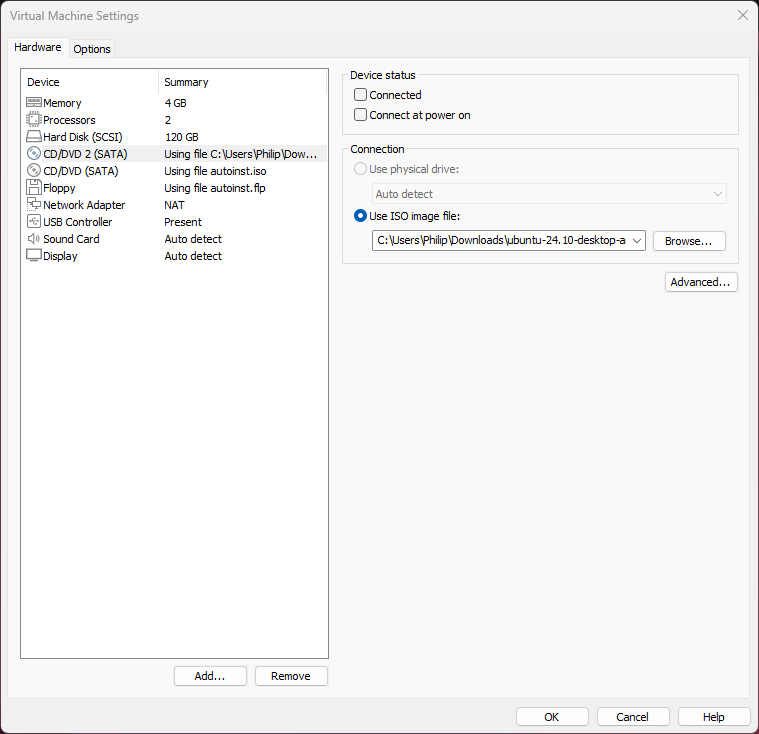 Virtual Machine Settings
Hardware Options
Device Summary
Memory 4 GB
Processors 2
Hard Disk (SCSI) 120 GB
CD/DVD 2 (SATA) Using file C:\Users\Philip\Dow...
CD/DVD (SATA) Using file autoinst.iso
Floppy Using file autoinst.flp
Network Adapter NAT
USB Controller Present
Sound Card Auto detect
Display Auto detect
Add... Remove
Device status
Connected
Connect at power on
Connection
Use physical drive:
Auto detect
Use ISO image file:
C:\Users\Philip\Downloads\ubuntu-24.10-desktop-a Browse...
Advanced...
OK Cancel Help